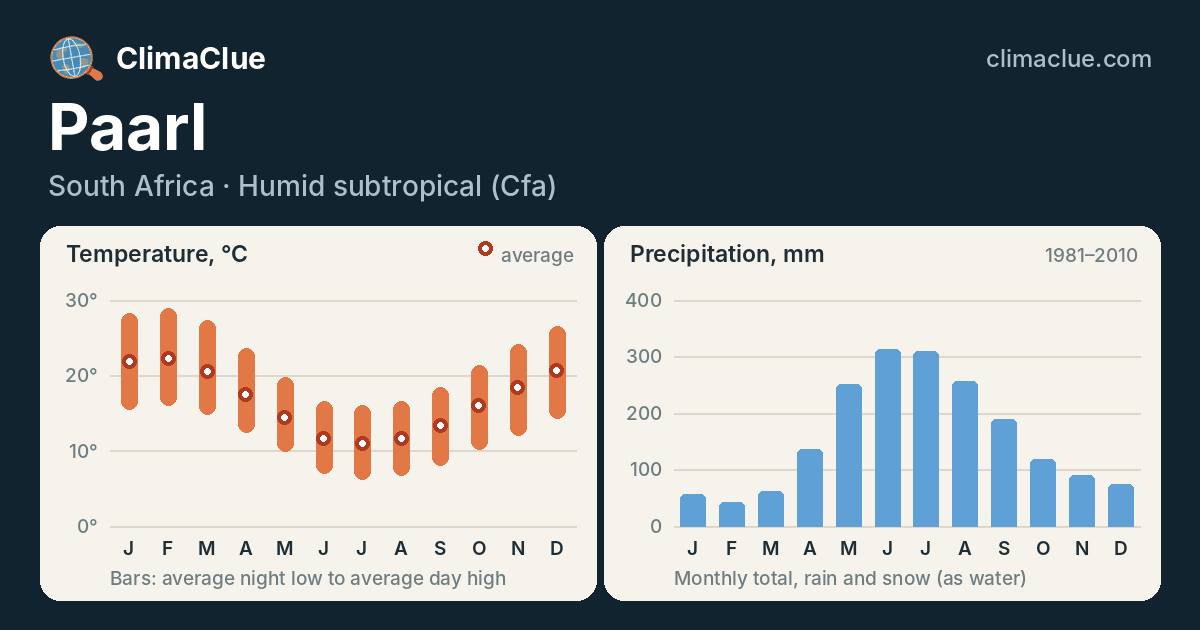 ClimaClue
climaclue.com
Paarl
South Africa · Humid subtropical (Cfa)
Temperature, °C
average
30°
20°
10°
0°
J F M A M J J A S O N D
Bars: average night low to average day high
Precipitation, mm
1981–2010
400
300
200
100
0
J F M A M J J A S O N D
Monthly total, rain and snow (as water)